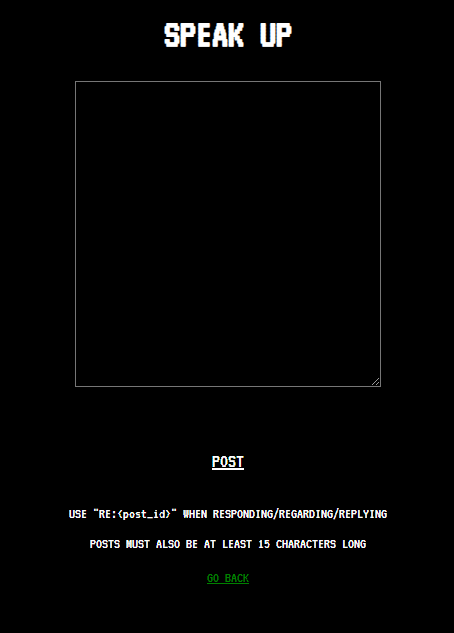 SPEAK UP
POST
USE "RE:{post_id}" WHEN RESPONDING/REGARDING/REPLYING
POSTS MUST ALSO BE AT LEAST 15 CHARACTERS LONG
GO BACK